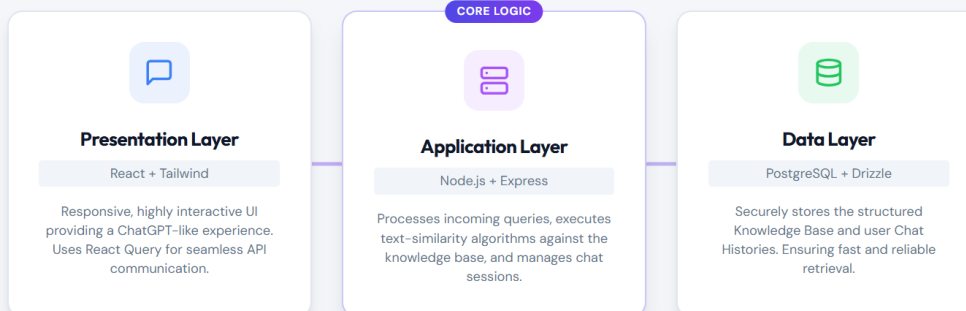 CORE LOGIC
Presentation Layer
React + Tailwind
Responsive, highly interactive UI
providing a ChatGPT-like experience.
Uses React Query for seamless API
communication.
Application Layer
Node.js + Express
Processes incoming queries, executes
text-similarity algorithms against the
knowledge base, and manages chat
sessions.
Data Layer
PostgreSQL + Drizzle
Securely stores the structured
Knowledge Base and user Chat
Histories. Ensuring fast and reliable
retrieval.